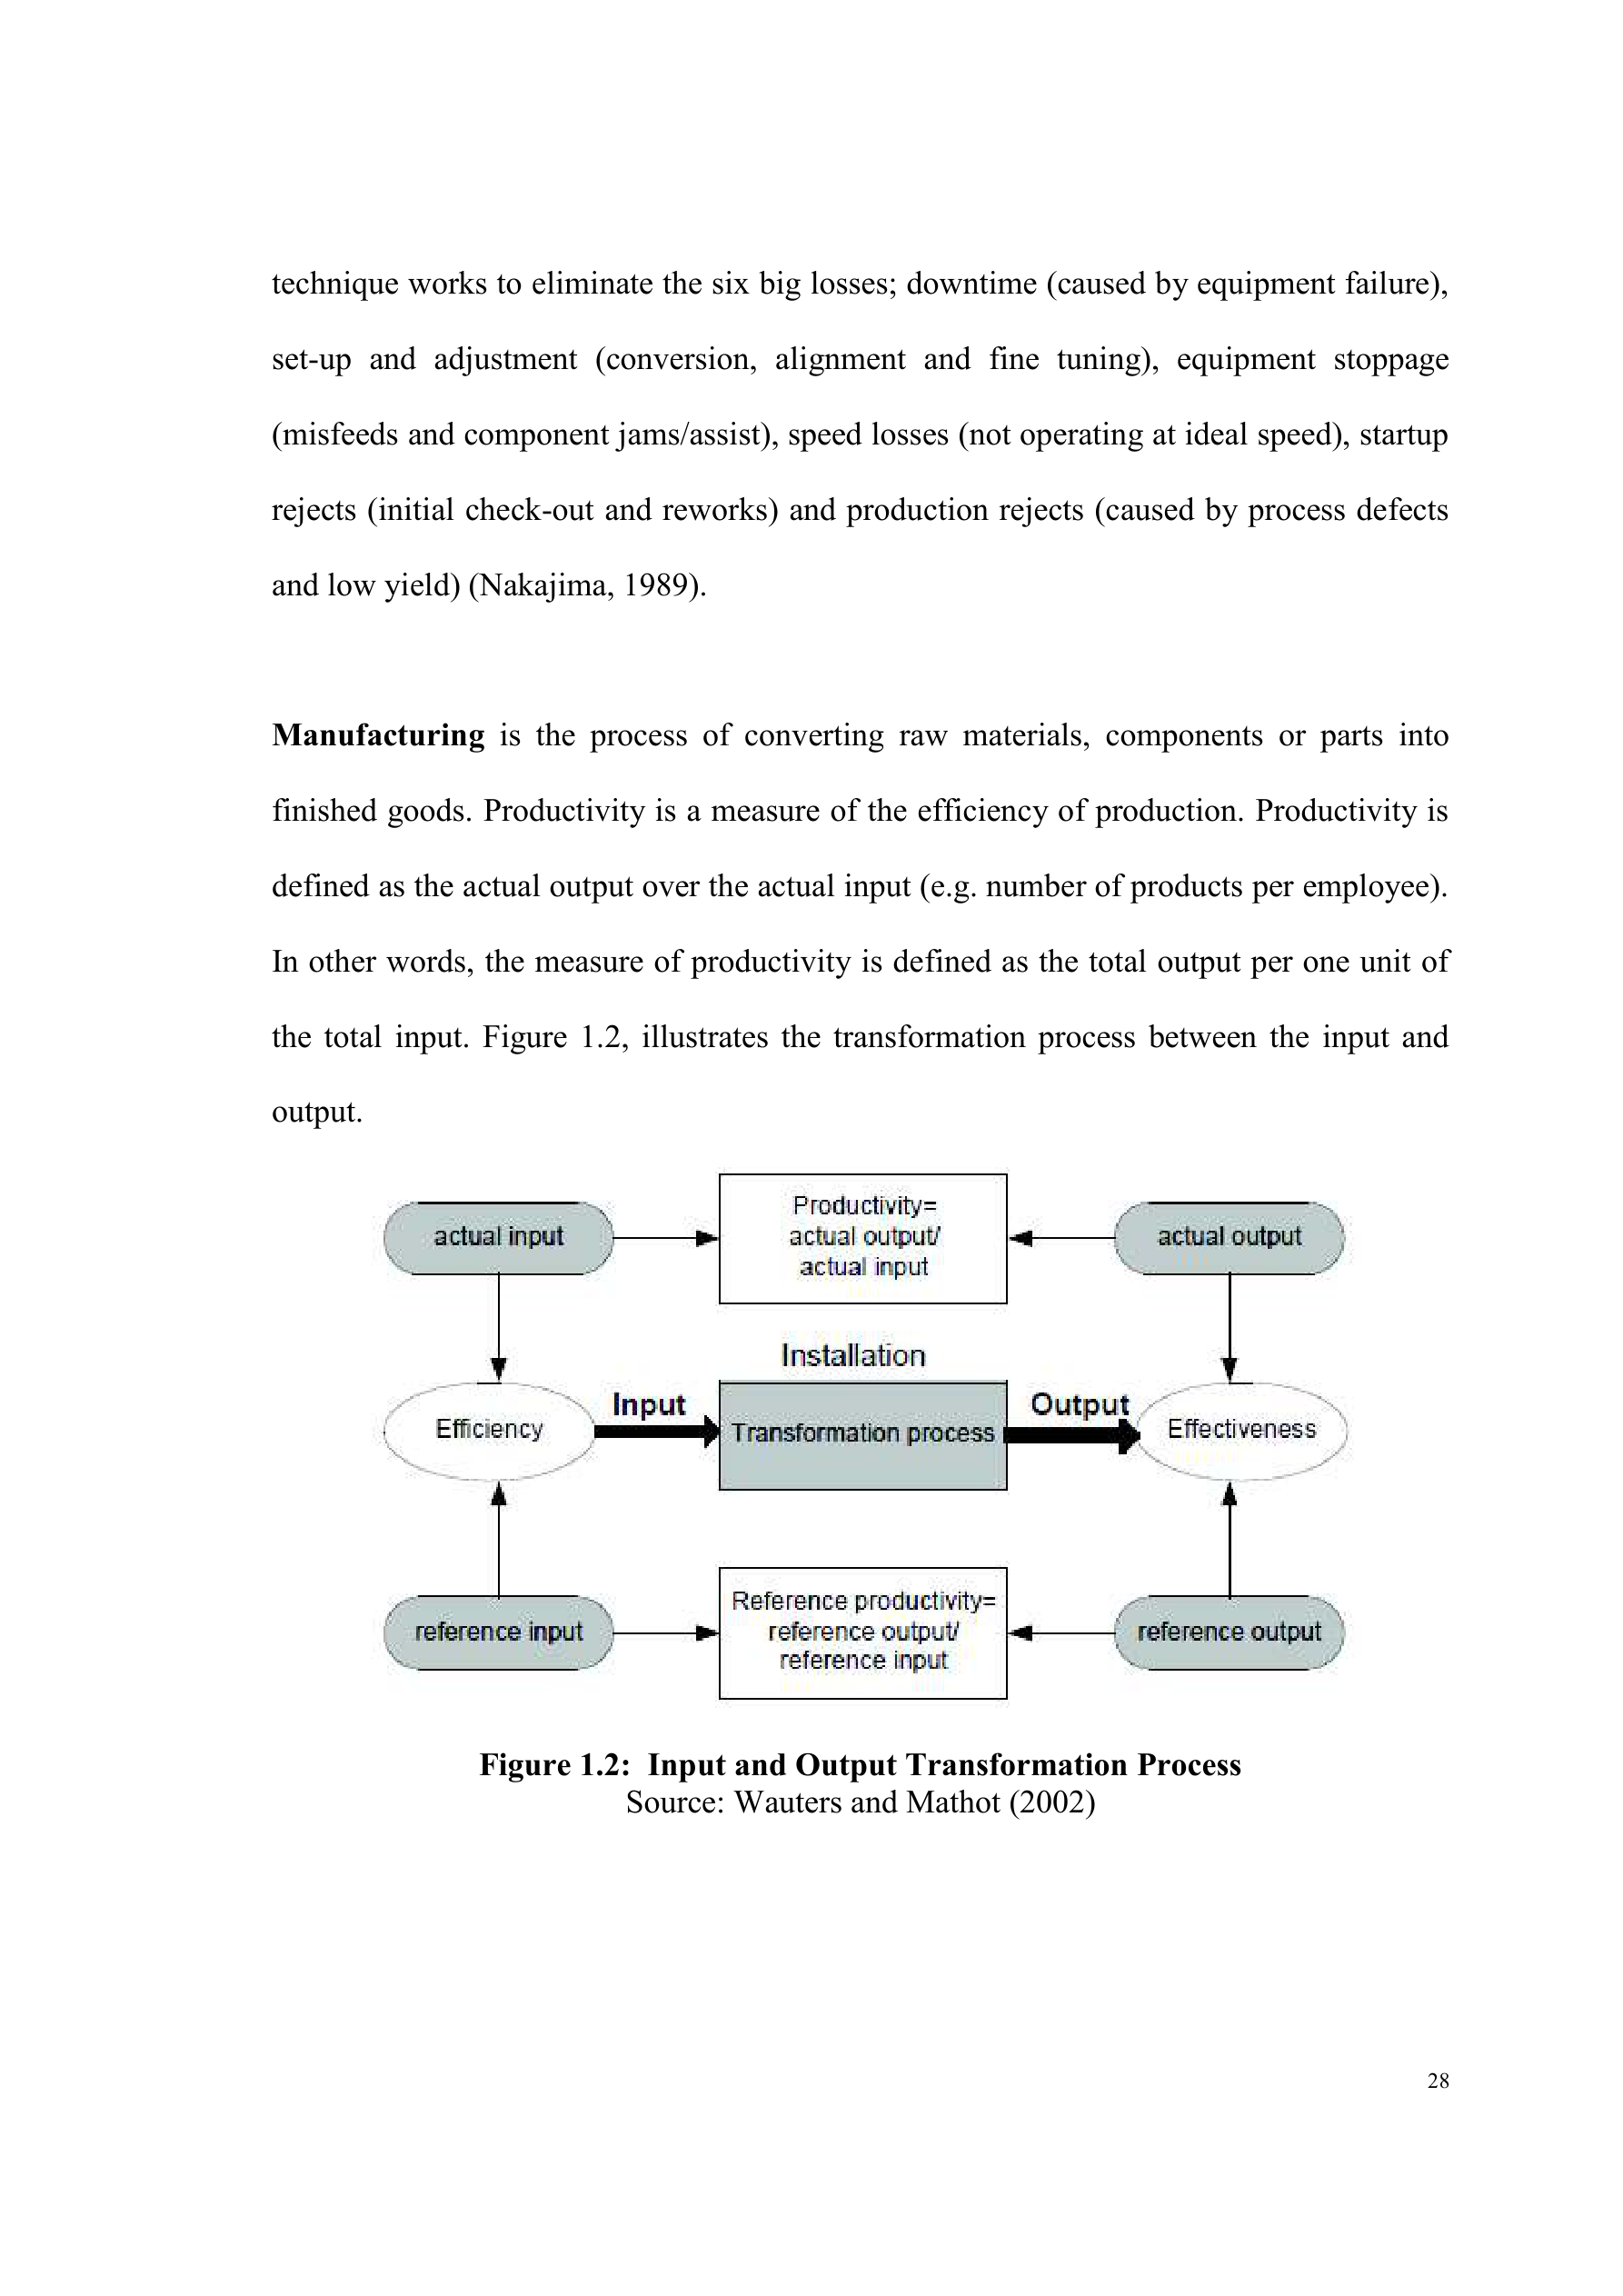 technique works to eliminate the six big losses; downtime (caused by equipment failure),
set-up and adjustment (conversion, alignment and fine tuning), equipment stoppage
(misfeeds and component jams/assist), speed losses (not operating at ideal speed), startup
rejects (initial check-out and reworks) and production rejects (caused by process defects
and low yield) (Nakajima, 1989).
Manufacturing is the process of converting raw materials, components or parts into
finished goods. Productivity is a measure of the efficiency of production. Productivity is
defined as the actual output over the actual input (e.g. number of products per employee).
In other words, the measure of productivity is defined as the total output per one unit of
the total input. Figure 1.2, illustrates the transformation process between the input and
output.
actual input
Productivity=
actual output/
actual input
actual output
Installation
Efficiency
Input
Transformation process
Output
Effectiveness
reference input
Reference productivity=
reference output/
reference input
reference output
Figure 1.2:  Input and Output Transformation Process
Source: Wauters and Mathot (2002)
28